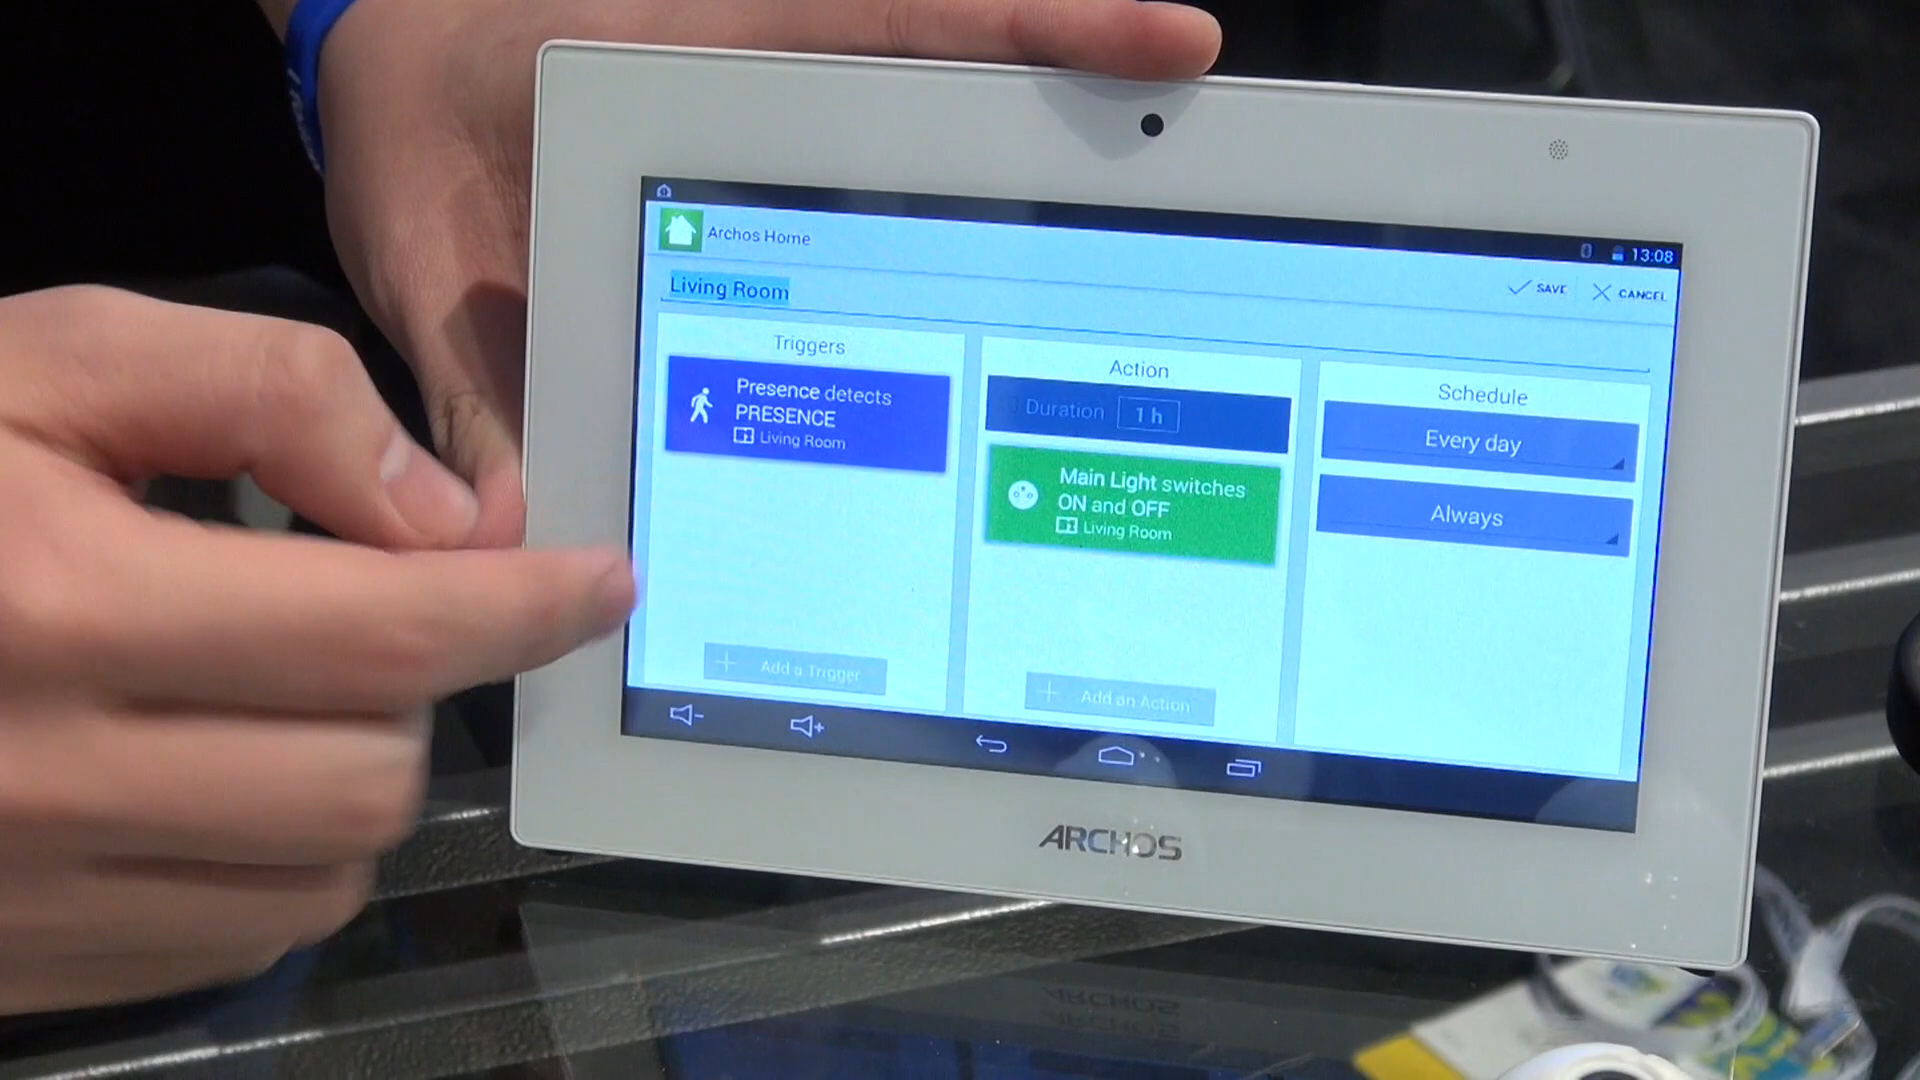 13:08
Archos Home
SAVE
CANCEL
Living Room
Triggers
Presence detects
PRESENCE
Living Room
Add a Trigger
Action
Duration 1 h
Main Light switches
ON and OFF
Living Room
Add an Action
Schedule
Every day
Always
ARCHOS